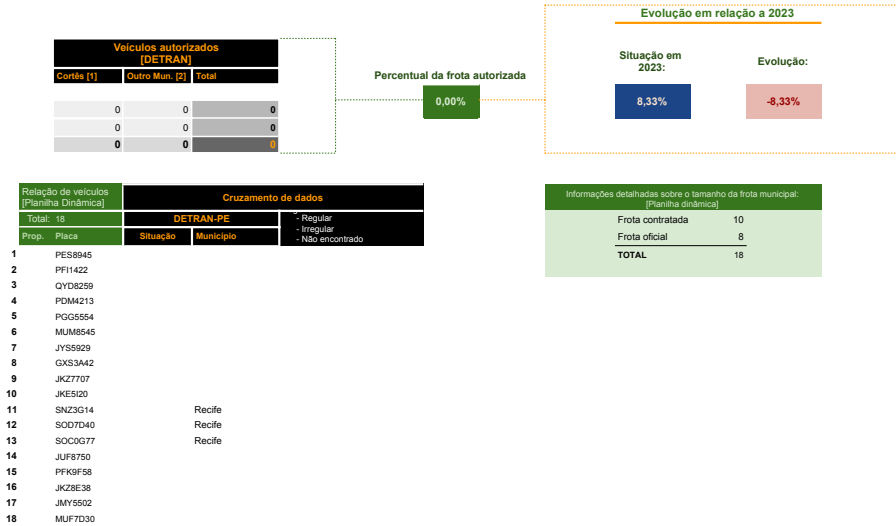 Evolução em relação a 2023
Veículos autorizados
[DETRAN]
Cortês [1] Outro Mun. [2] Total
0 0 0
0 0 0
0 0 0
Percentual da frota autorizada
0,00%
Situação em
2023:
Evolução:
8,33% -8,33%
Relação de veículos
[Planilha Dinâmica]
Cruzamento de dados
Total: 18
DETRAN-PE
- Regular
- Irregular
- Não encontrado
Prop. Placa Situação Município
1 PES8945
2 PFI1422
3 QYD8259
4 PDM4213
5 PGG5554
6 MUM8545
7 JYS5929
8 GXS3A42
9 JKZ7707
10 JKE5I20
11 SNZ3G14 Recife
12 SOD7D40 Recife
13 SOC0G77 Recife
14 JUF8750
15 PFK9F58
16 JKZ8E38
17 JMY5502
18 MUF7D30
Informações detalhadas sobre o tamanho da frota municipal:
[Planilha dinâmica]
Frota contratada 10
Frota oficial 8
TOTAL 18